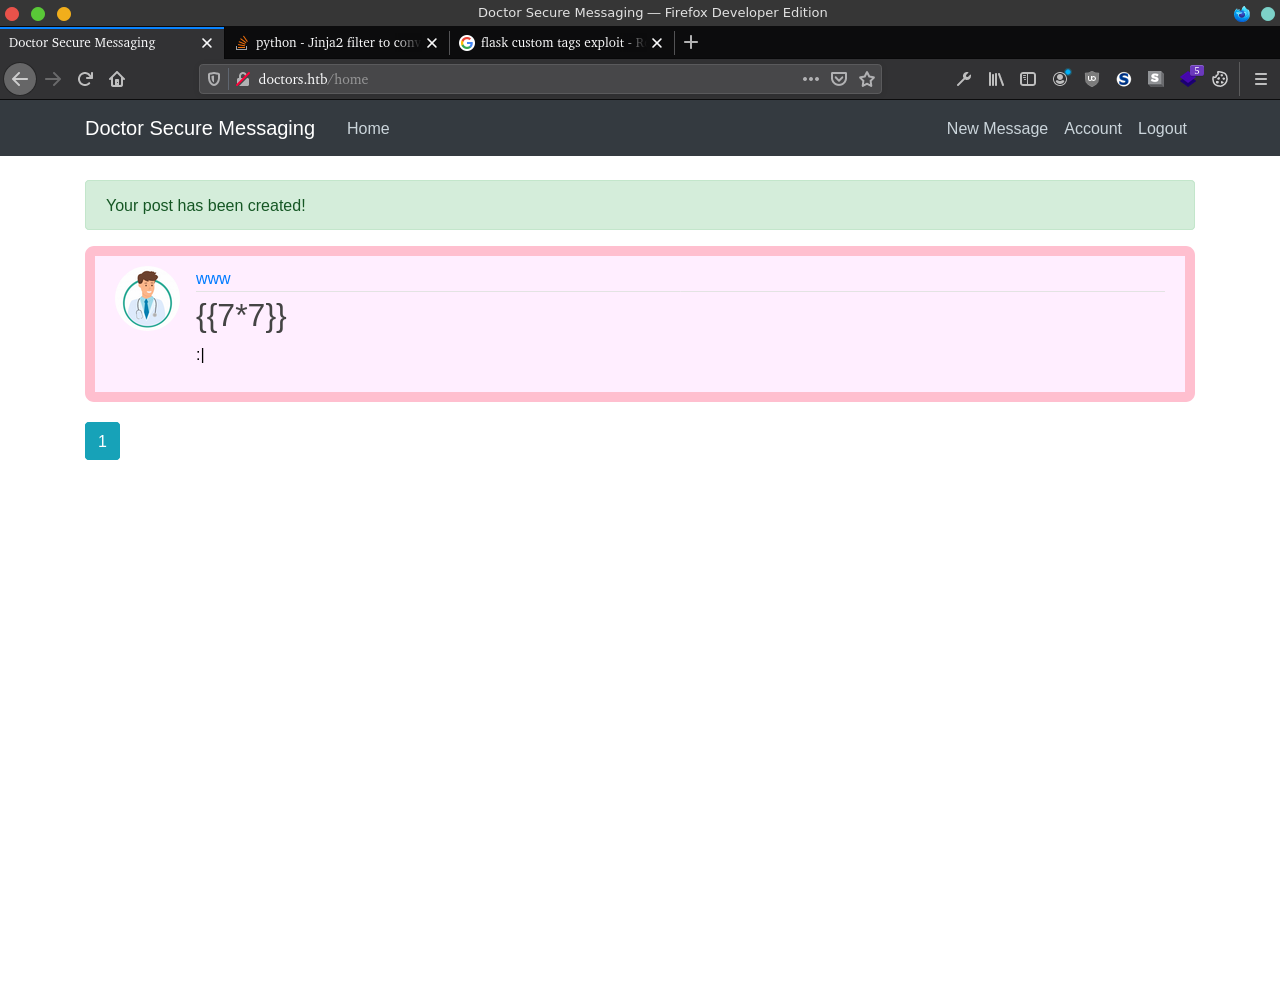 Doctor Secure Messaging — Firefox Developer Edition
Doctor Secure Messaging
python - Jinja2 filter to conv
flask custom tags exploit - R
doctors.htb/home
5
Doctor Secure Messaging Home New Message Account Logout
Your post has been created!
www
{{7*7}}
:|
1